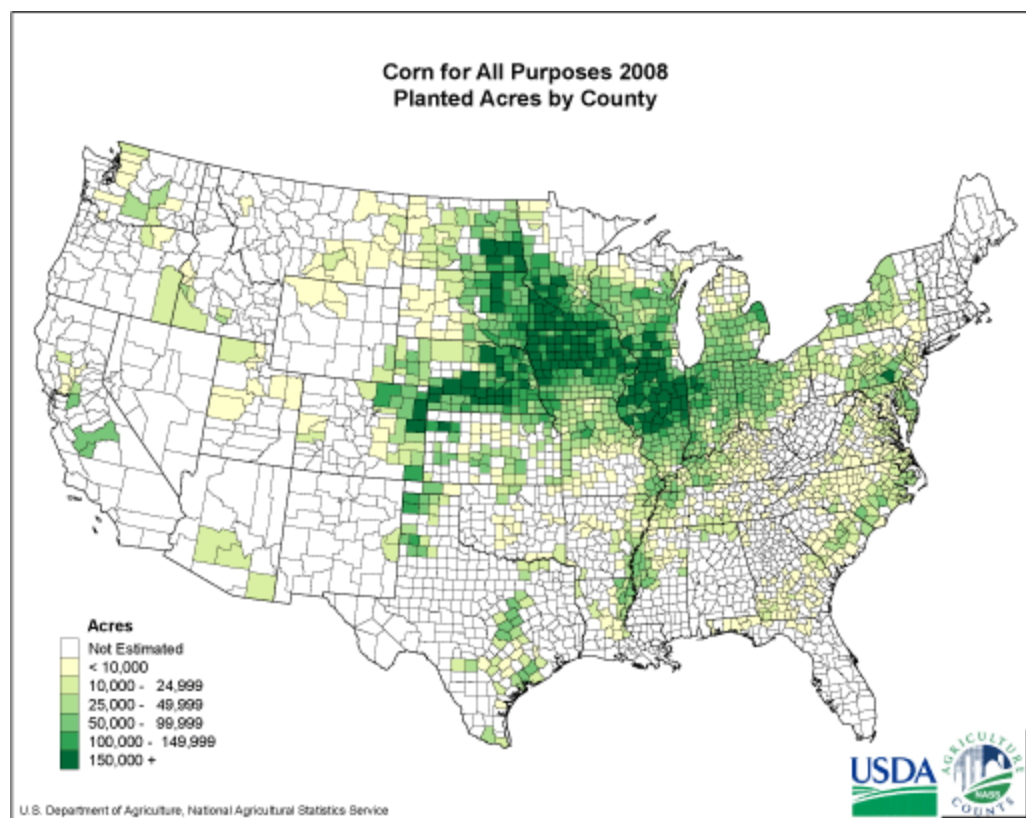 Corn for All Purposes 2008
Planted Acres by County
Acres
Not Estimated
< 10,000
10,000 - 24,999
25,000 - 49,999
50,000 - 99,999
100,000 - 149,999
150,000 +
USDA
AGRICULTURE
NASS
COUNTS
U.S. Department of Agriculture, National Agricultural Statistics Service